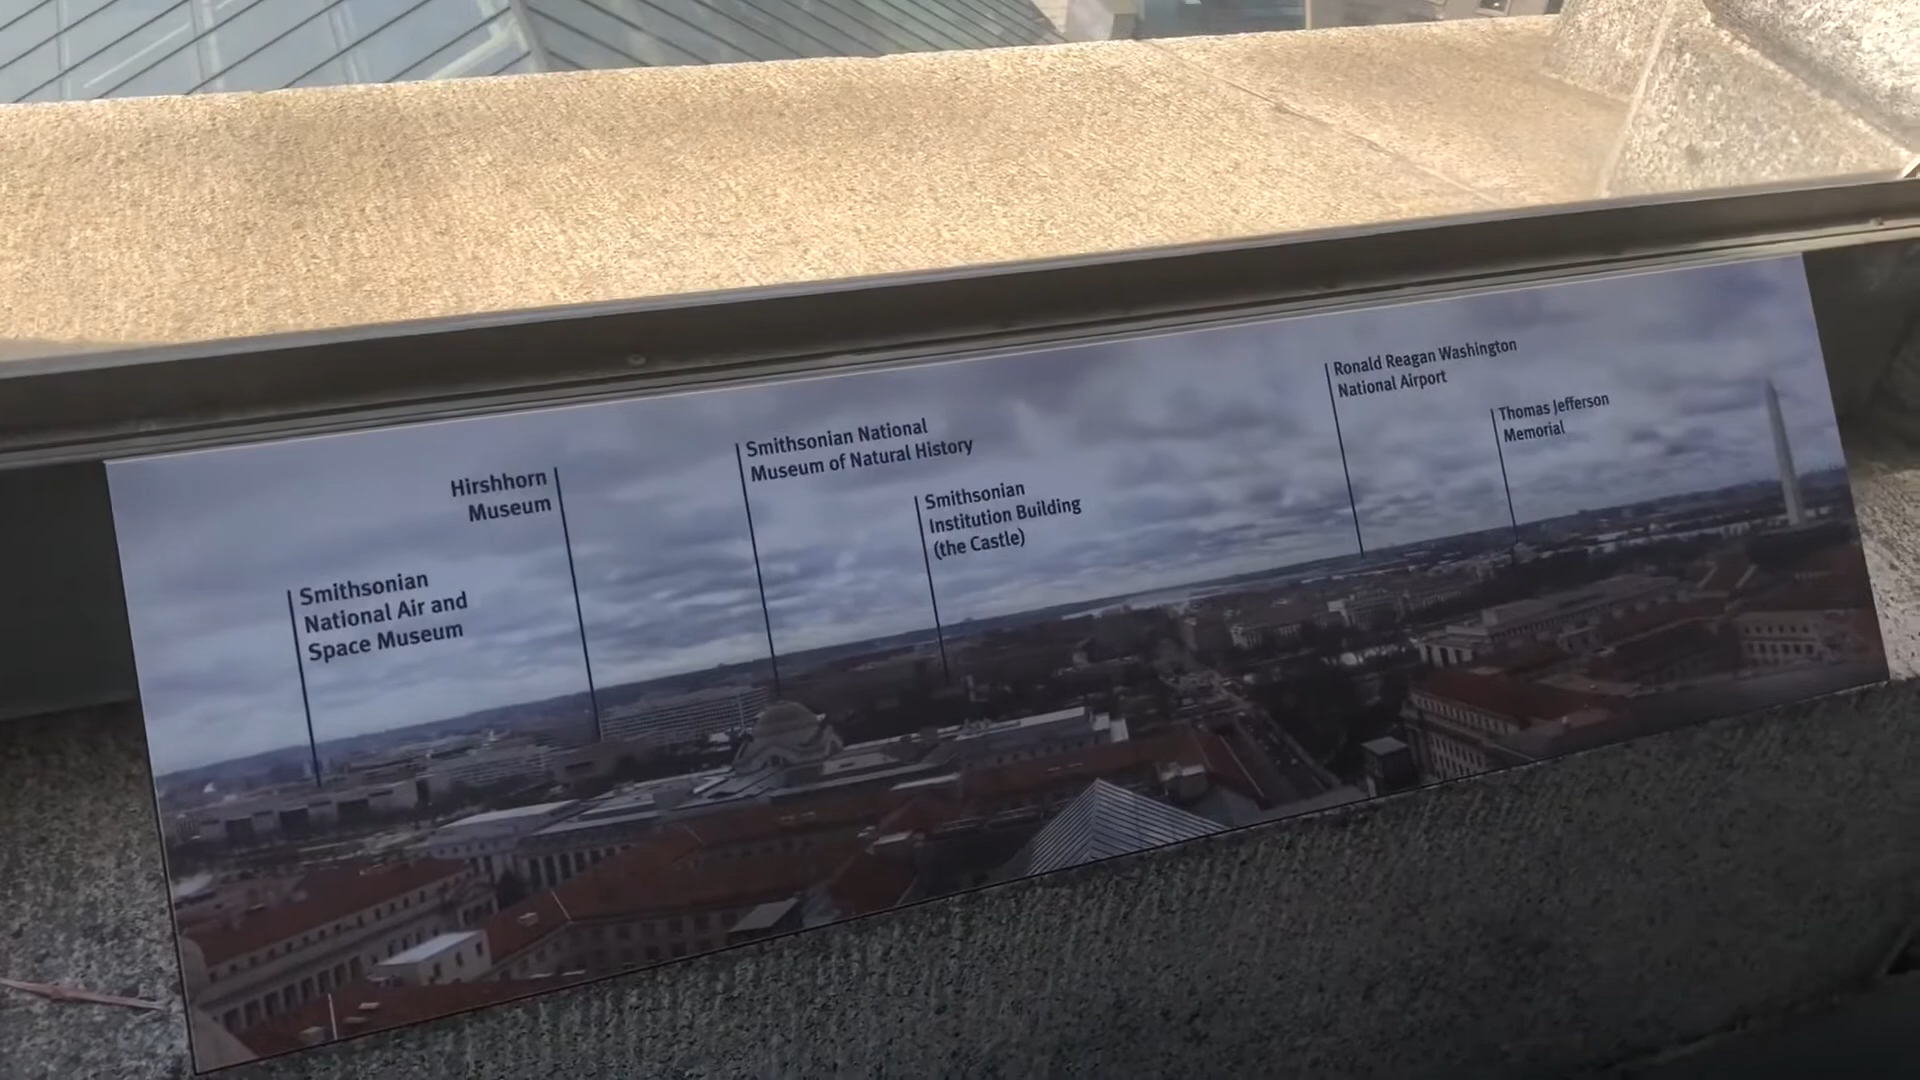 Smithsonian
National Air and
Space Museum
Hirshhorn
Museum
Smithsonian National
Museum of Natural History
Smithsonian
Institution Building
(the Castle)
Ronald Reagan Washington
National Airport
Thomas Jefferson
Memorial